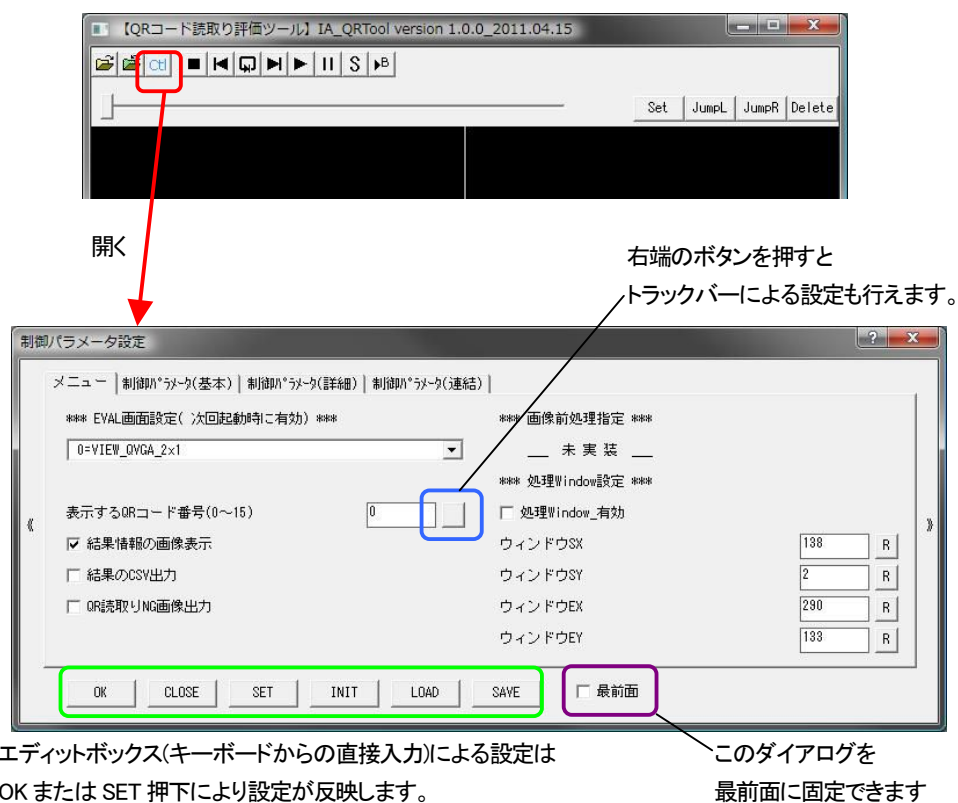 【QRコード読取り評価ツール】IA_QRTool version 1.0.0_2011.04.15
Ctl
S
B
Set JumpL JumpR Delete
開く
右端のボタンを押すと
トラックバーによる設定も行えます。
制御パラメータ設定
メニュー 制御パラメータ(基本) 制御パラメータ(詳細) 制御パラメータ(連結)
*** EVAL画面設定( 次回起動時に有効) ***
*** 画像前処理指定 ***
0=VIEW_QVGA_2x1
__ 未 実 装 __
*** 処理Window設定 ***
表示するQRコード番号(0～15) 0
処理Window_有効
結果情報の画像表示
ウィンドウSX 138 R
結果のCSV出力
ウィンドウSY 2 R
QR読取りNG画像出力
ウィンドウEX 290 R
ウィンドウEY 133 R
《
》
OK CLOSE SET INIT LOAD SAVE 最前面
エディットボックス(キーボードからの直接入力)による設定は
OK または SET 押下により設定が反映します。
このダイアログを
最前面に固定できます